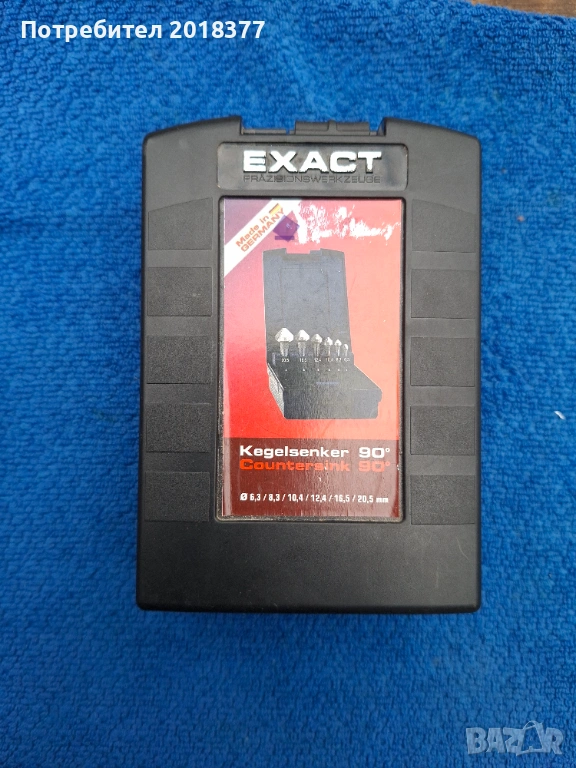 Потребител 2018377
EXACT
PRÄZISIONSWERKZEUGE
Made in
GERMANY
Kegelsenker 90°
Countersink 90°
Ø 6,3 / 8,3 / 10,4 / 12,4 / 16,5 / 20,5 mm
BAZAR